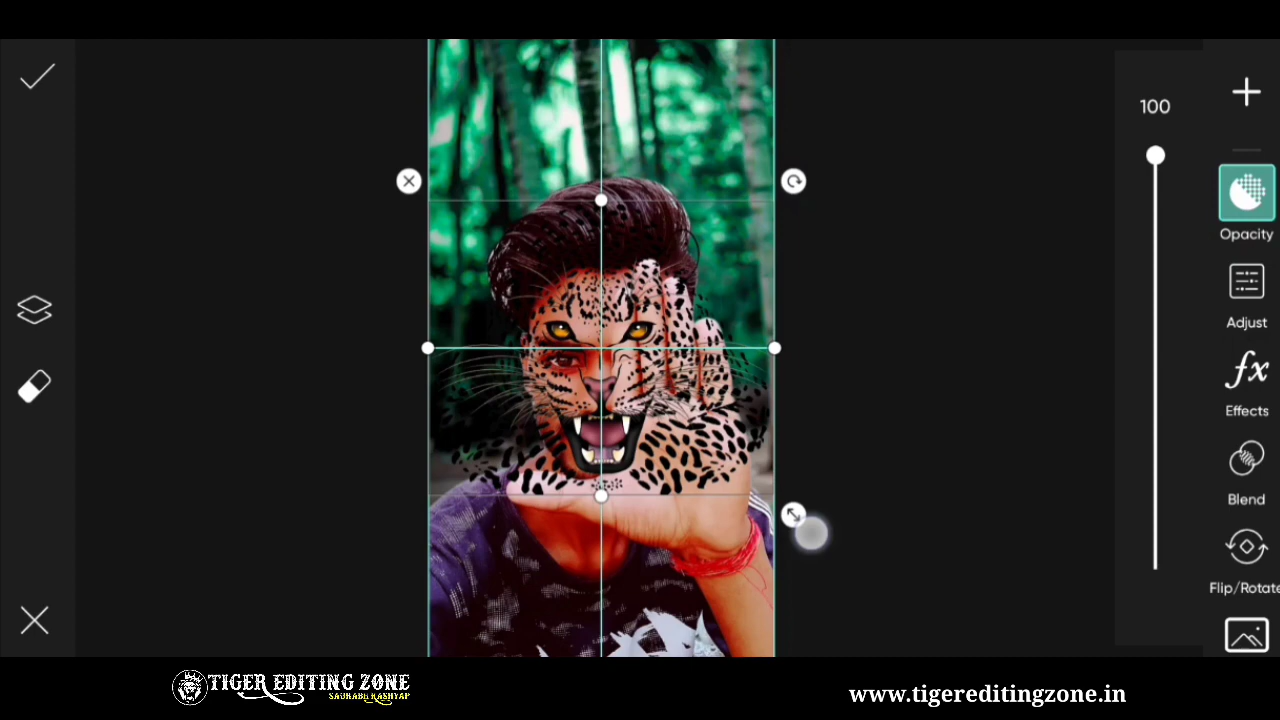 100
Opacity
Adjust
fx
Effects
Blend
Flip/Rotate
TIGER EDITING ZONE
SAURABH KASHYAP
www.tigereditingzone.in